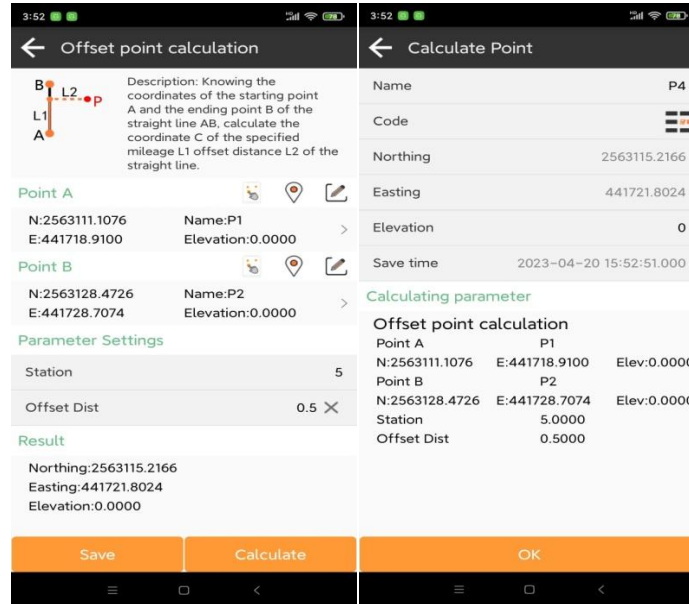 3:52
Offset point calculation
B
L2
P
L1
A
Description: Knowing the
coordinates of the starting point
A and the ending point B of the
straight line AB, calculate the
coordinate C of the specified
mileage L1 offset distance L2 of the
straight line.
Point A
N:2563111.1076 Name:P1
E:441718.9100 Elevation:0.0000
Point B
N:2563128.4726 Name:P2
E:441728.7074 Elevation:0.0000
Parameter Settings
Station 5
Offset Dist 0.5
Result
Northing:2563115.2166
Easting:441721.8024
Elevation:0.0000
Save Calculate
3:52
Calculate Point
Name P4
Code
Northing 2563115.2166
Easting 441721.8024
Elevation 0
Save time 2023-04-20 15:52:51.000
Calculating parameter
Offset point calculation
Point A P1
N:2563111.1076 E:441718.9100 Elev:0.0000
Point B P2
N:2563128.4726 E:441728.7074 Elev:0.0000
Station 5.0000
Offset Dist 0.5000
OK